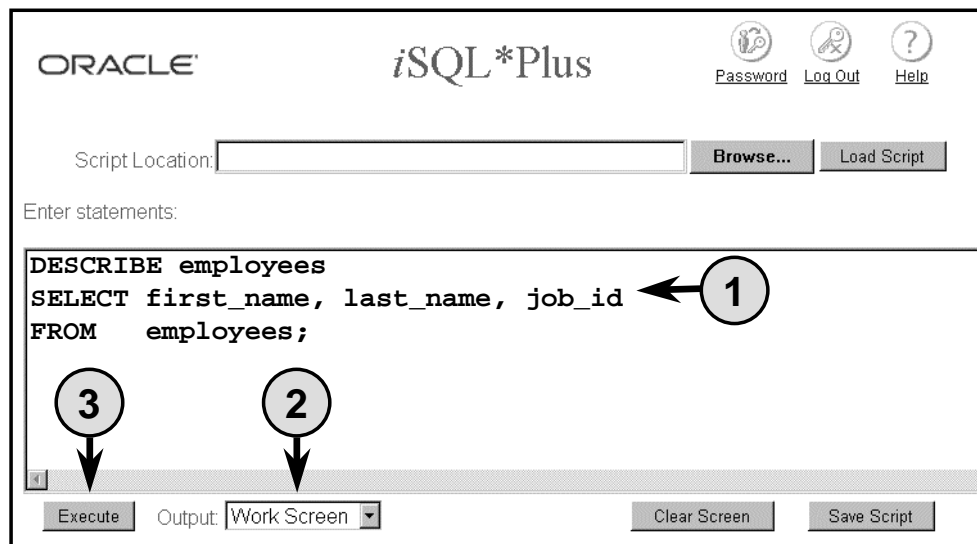 ORACLE iSQL*Plus
Password Log Out Help
Script Location: Browse... Load Script
Enter statements:
DESCRIBE employees
SELECT first_name, last_name, job_id 1
FROM employees;
3 2
Execute Output: Work Screen Clear Screen Save Script